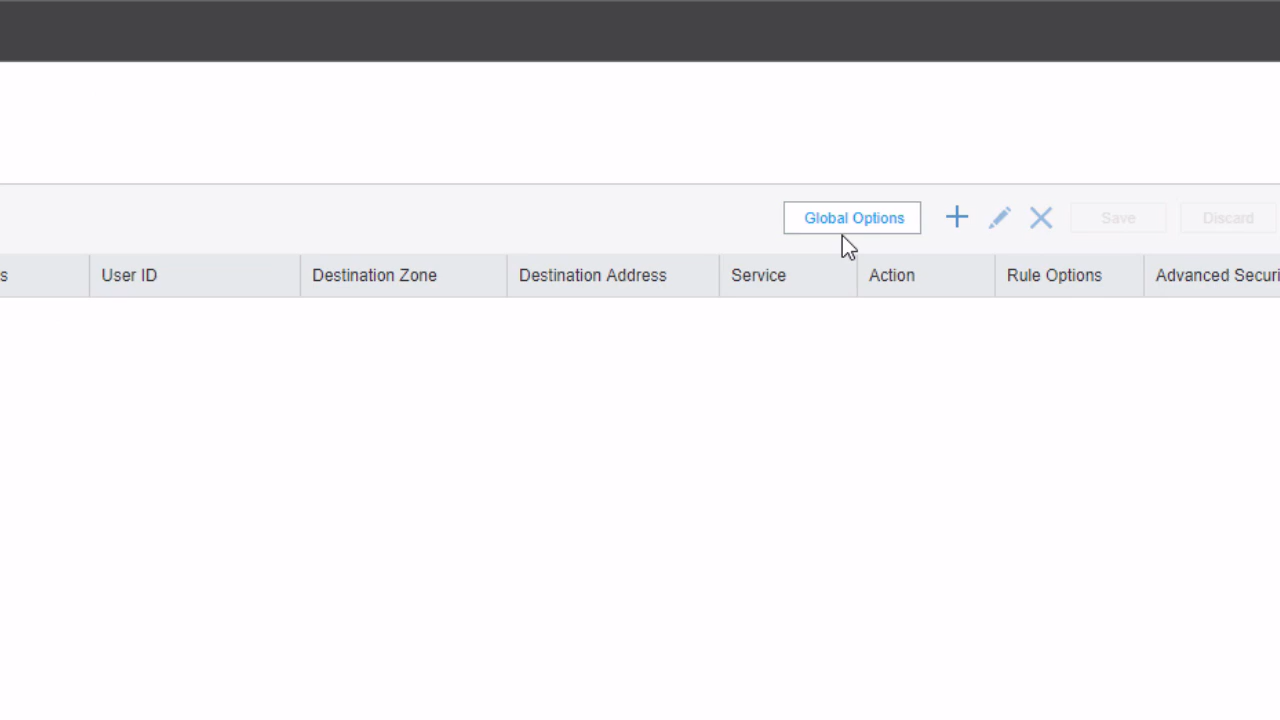 Global Options Save Discard
s User ID Destination Zone Destination Address Service Action Rule Options Advanced Securi